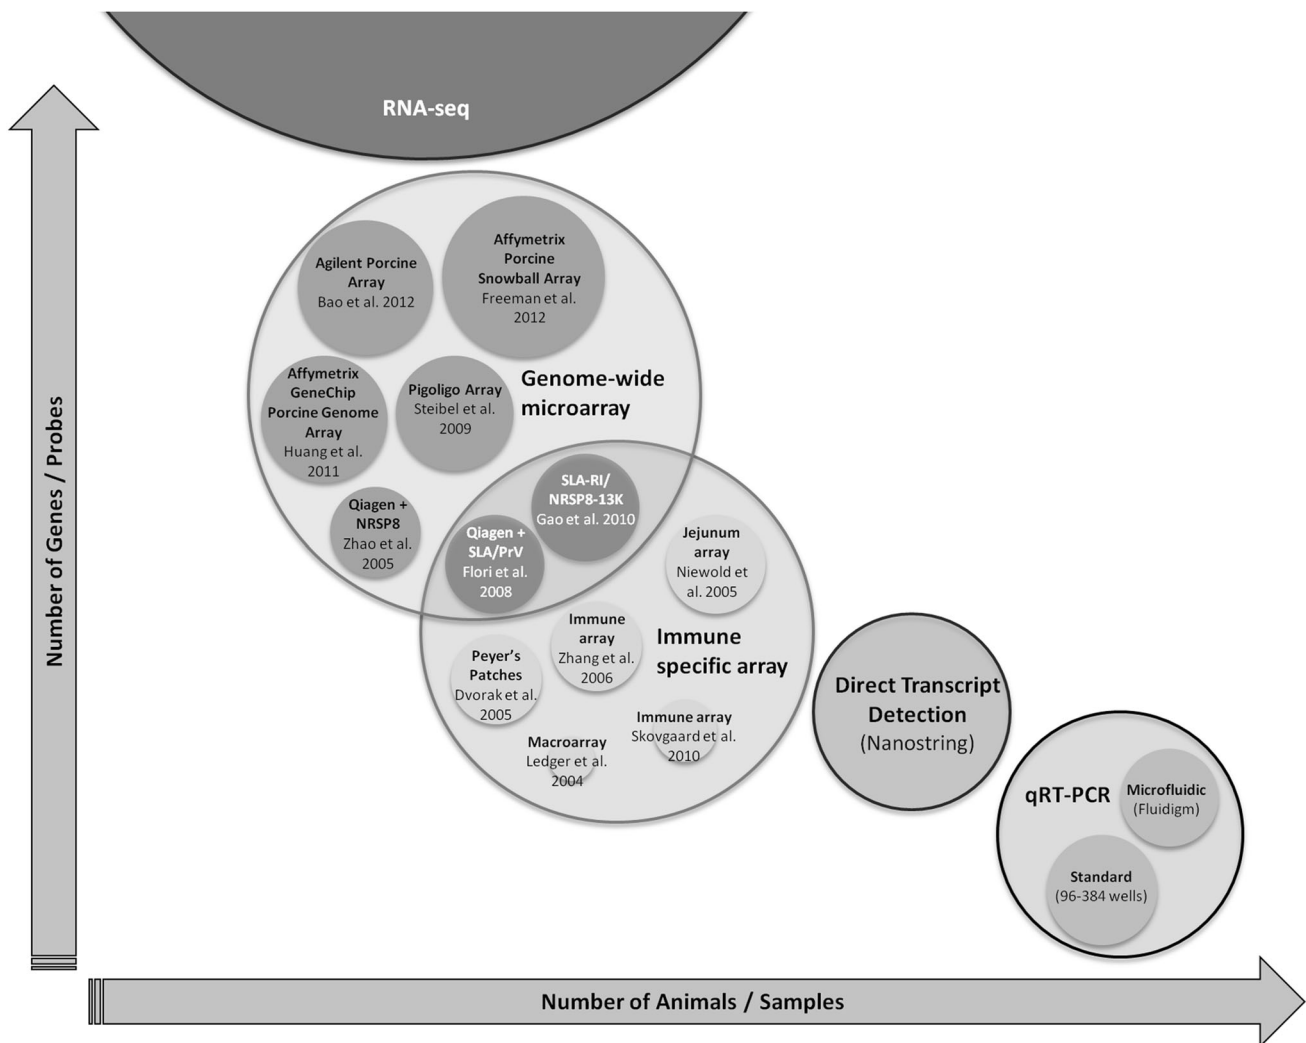 RNA-seq
Number of Genes / Probes
Agilent Porcine
Array
Bao et al. 2012
Affymetrix
Porcine
Snowball Array
Freeman et al.
2012
Affymetrix
GeneChip
Porcine Genome
Array
Huang et al.
2011
Pigoligo Array
Steibel et al.
2009
Genome-wide
microarray
Qiagen +
NRSP8
Zhao et al.
2005
SLA-RI/
NRSP8-13K
Gao et al. 2010
Qiagen +
SLA/PrV
Flori et al.
2008
Jejunum
array
Niewold et
al. 2005
Immune
array
Zhang et al.
2006
Immune
specific array
Peyer's
Patches
Dvorak et al.
2005
Immune array
Skovgaard et al.
2010
Macroarray
Ledger et al.
2004
Direct Transcript
Detection
(Nanostring)
qRT-PCR
Microfluidic
(Fluidigm)
Standard
(96-384 wells)
Number of Animals / Samples